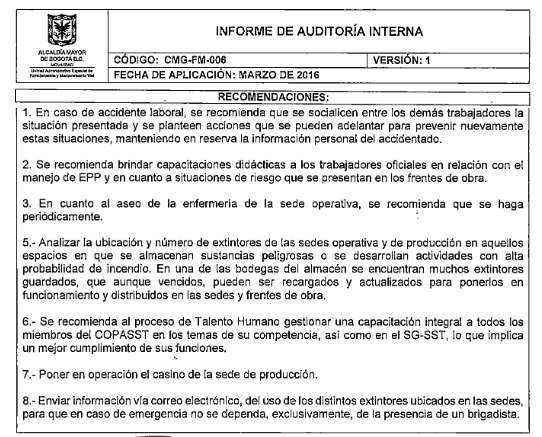 INFORME DE AUDITORÍA INTERNA
ALCALDÍA MAYOR
DE BOGOTÁ D.C.
MOVILIDAD
Unidad Administrativa Especial de
Rehabilitación y Mantenimiento Vial
CÓDIGO: CMG-FM-006
VERSIÓN: 1
FECHA DE APLICACIÓN: MARZO DE 2016
RECOMENDACIONES:
1. En caso de accidente laboral, se recomienda que se socialicen entre los demás trabajadores la
situación presentada y se planteen acciones que se pueden adelantar para prevenir nuevamente
estas situaciones, manteniendo en reserva la información personal del accidentado.
2. Se recomienda brindar capacitaciones didácticas a los trabajadores oficiales en relación con el
manejo de EPP y en cuanto a situaciones de riesgo que se presentan en los frentes de obra.
3. En cuanto al aseo de la enfermería de la sede operativa, se recomienda que se haga
periódicamente.
5.- Analizar la ubicación y número de extintores de las sedes operativa y de producción en aquellos
espacios en que se almacenan sustancias peligrosas o se desarrollan actividades con alta
probabilidad de incendio. En una de las bodegas del almacén se encuentran muchos extintores
guardados, que aunque vencidos, pueden ser recargados y actualizados para ponerlos en
funcionamiento y distribuidos en las sedes y frentes de obra.
6.- Se recomienda al proceso de Talento Humano gestionar una capacitación integral a todos los
miembros del COPASST en los temas de su competencia, así como en el SG-SST, lo que implica
un mejor cumplimiento de sus funciones.
7.- Poner en operación el casino de la sede de producción.
8.- Enviar información vía correo electrónico, del uso de los distintos extintores ubicados en las sedes,
para que en caso de emergencia no se dependa, exclusivamente, de la presencia de un brigadista.